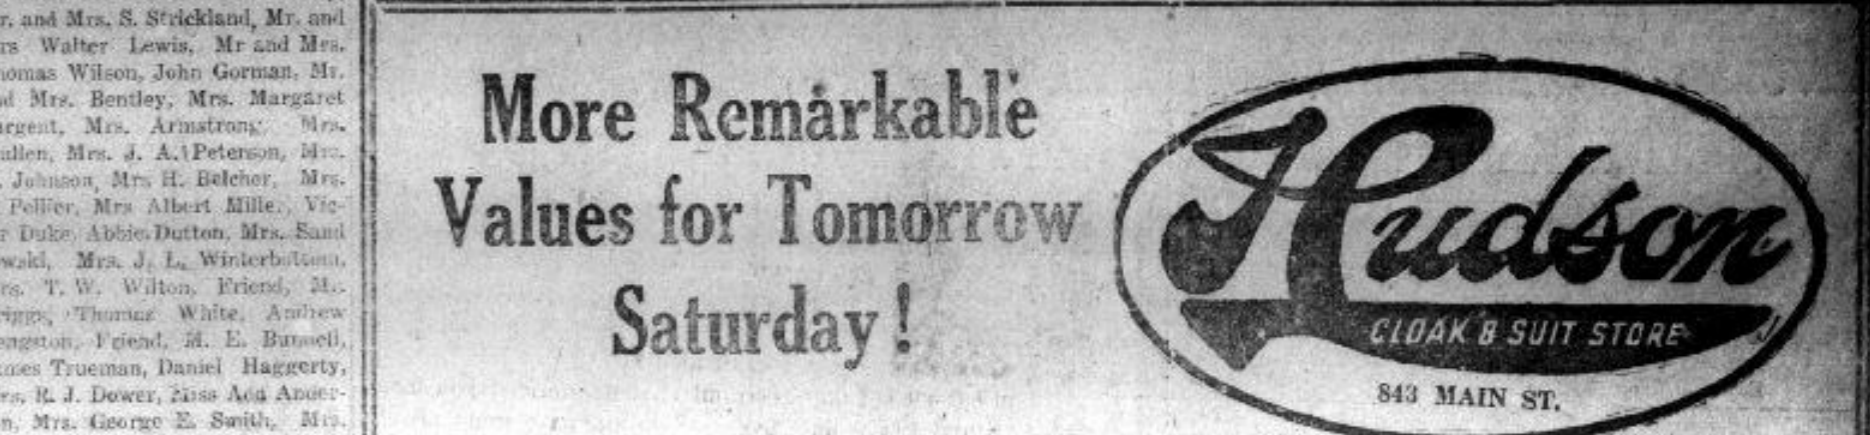 r. and Mrs. S. Strickland, Mr. and
rs Walter Lewis, Mr and Mrs.
homas Wilson, John Gorman, Mr.
d Mrs. Bentley, Mrs. Margaret
argent, Mrs. Armstrong, Mrs.
ullen, Mrs. J. A. Peterson, Mrs.
. Johnson, Mrs H. Belcher, Mrs.
Pellier, Mrs Albert Mille., Vic-
r Duke, Abbie Dutton, Mrs. Sand
wski, Mrs. J. L. Winterbottom,
rs. T. W. Wilton, Friend, M..
riggs, Thomas White, Andrew
engston, Friend, M. E. Bunnell,
mes Trueman, Daniel Haggerty,
rs. R. J. Dower, Miss Ada Ander-
n, Mrs. George E. Smith, Mrs.
More Remarkable
Values for Tomorrow
Saturday!
Hudson
CLOAK & SUIT STORE
843 MAIN ST.